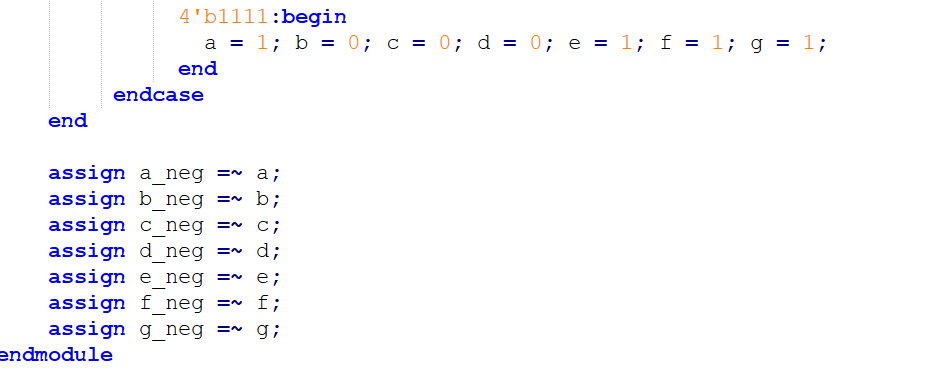 4'b1111:begin
a = 1; b = 0; c = 0; d = 0; e = 1; f = 1; g = 1;
end
endcase
end
assign a_neg =~ a;
assign b_neg =~ b;
assign c_neg =~ c;
assign d_neg =~ d;
assign e_neg =~ e;
assign f_neg =~ f;
assign g_neg =~ g;
endmodule